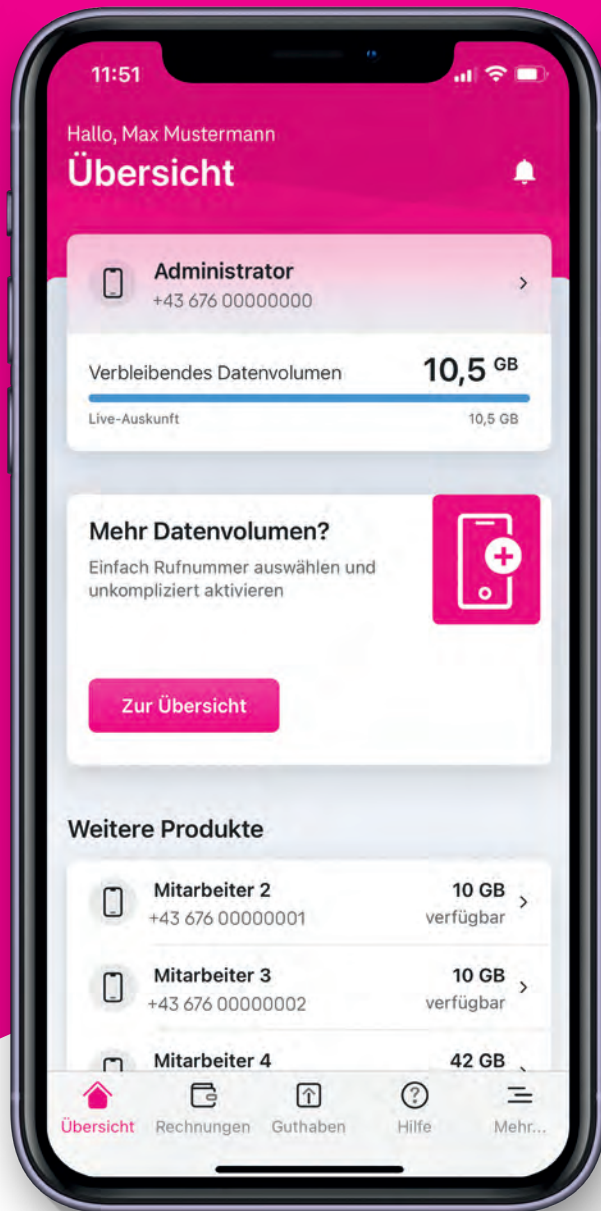 11:51
Hallo, Max Mustermann
Übersicht
Administrator
+43 676 00000000
Verbleibendes Datenvolumen 10,5 GB
Live-Auskunft 10,5 GB
Mehr Datenvolumen?
Einfach Rufnummer auswählen und
unkompliziert aktivieren
Zur Übersicht
Weitere Produkte
Mitarbeiter 2 10 GB
+43 676 00000001 verfügbar
Mitarbeiter 3 10 GB
+43 676 00000002 verfügbar
Mitarbeiter 4 42 GB
Übersicht Rechnungen Guthaben Hilfe Mehr...